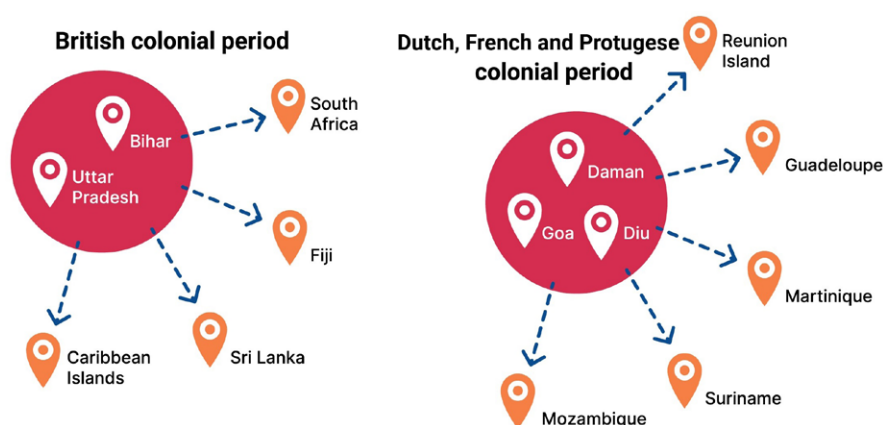 British colonial period
Bihar
Uttar
Pradesh
South
Africa
Fiji
Sri Lanka
Caribbean
Islands
Dutch, French and Protugese
colonial period
Reunion
Island
Daman
Goa
Diu
Guadeloupe
Martinique
Suriname
Mozambique